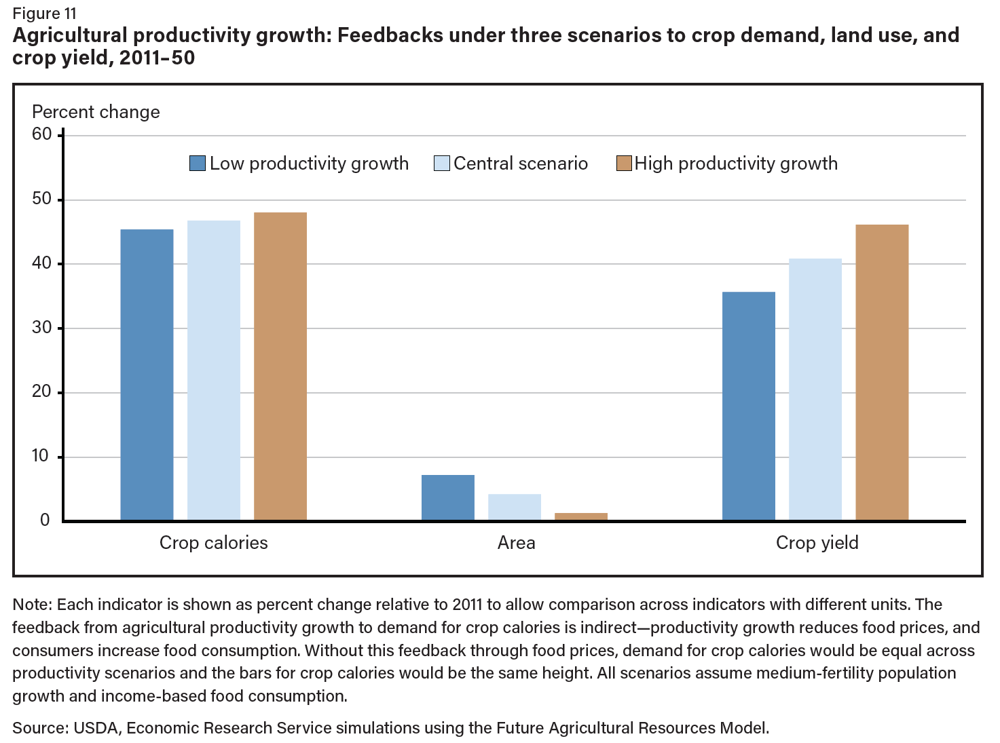 Figure 11
Agricultural productivity growth: Feedbacks under three scenarios to crop demand, land use, and
crop yield, 2011–50
Percent change
60
Low productivity growth
Central scenario
High productivity growth
50
40
30
20
10
0
Crop calories
Area
Crop yield
Note: Each indicator is shown as percent change relative to 2011 to allow comparison across indicators with different units. The
feedback from agricultural productivity growth to demand for crop calories is indirect—productivity growth reduces food prices, and
consumers increase food consumption. Without this feedback through food prices, demand for crop calories would be equal across
productivity scenarios and the bars for crop calories would be the same height. All scenarios assume medium-fertility population
growth and income-based food consumption.
Source: USDA, Economic Research Service simulations using the Future Agricultural Resources Model.